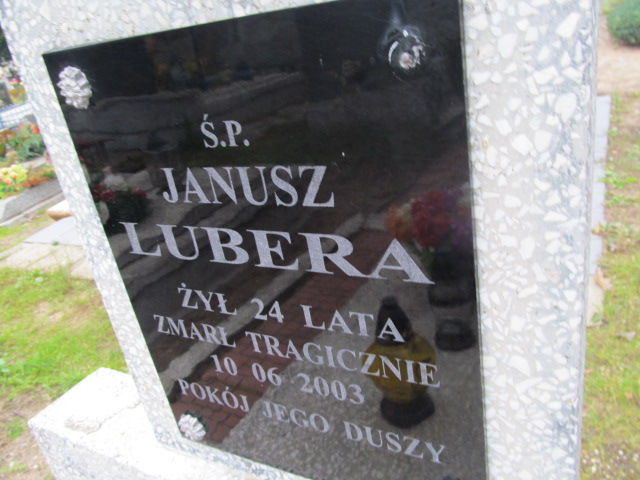 Ś.P.
JANUSZ
LUBERA
ŻYŁ 24 LATA
ZMARŁ TRAGICZNIE
10 06 2003
POKÓJ JEGO DUSZY